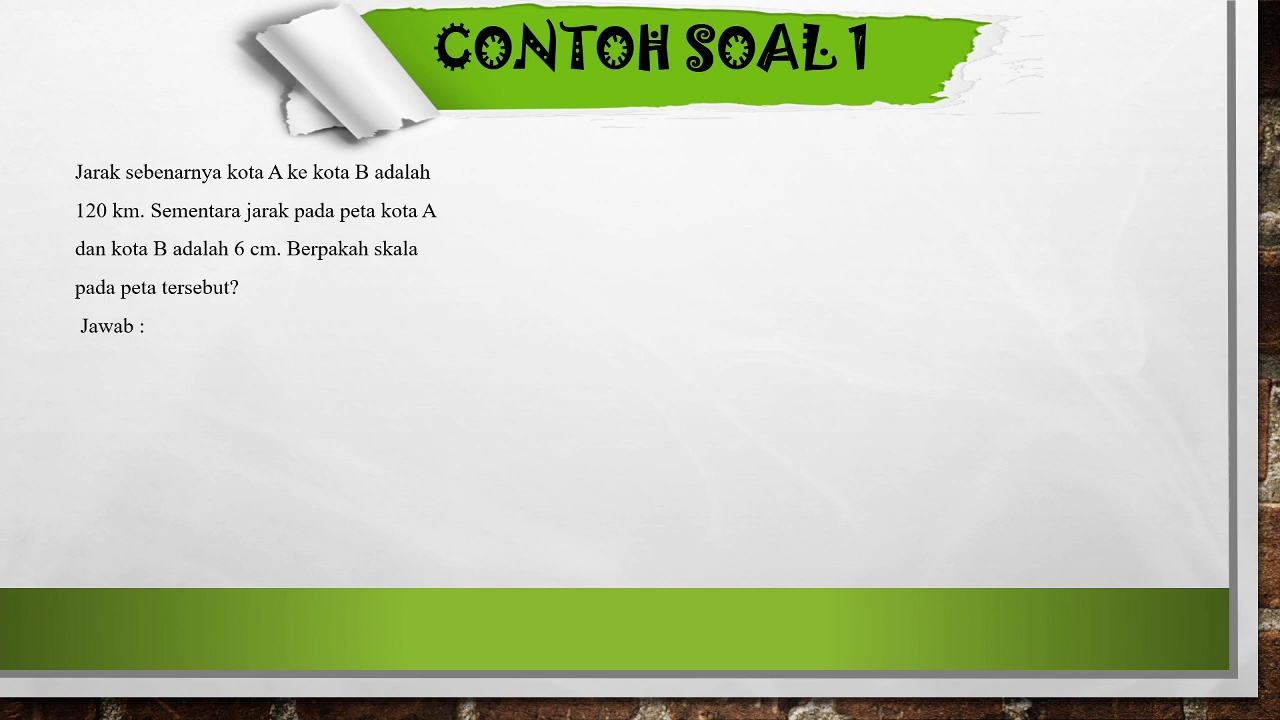 CONTOH SOAL 1
Jarak sebenarnya kota A ke kota B adalah
120 km. Sementara jarak pada peta kota A
dan kota B adalah 6 cm. Berpakah skala
pada peta tersebut?
Jawab :